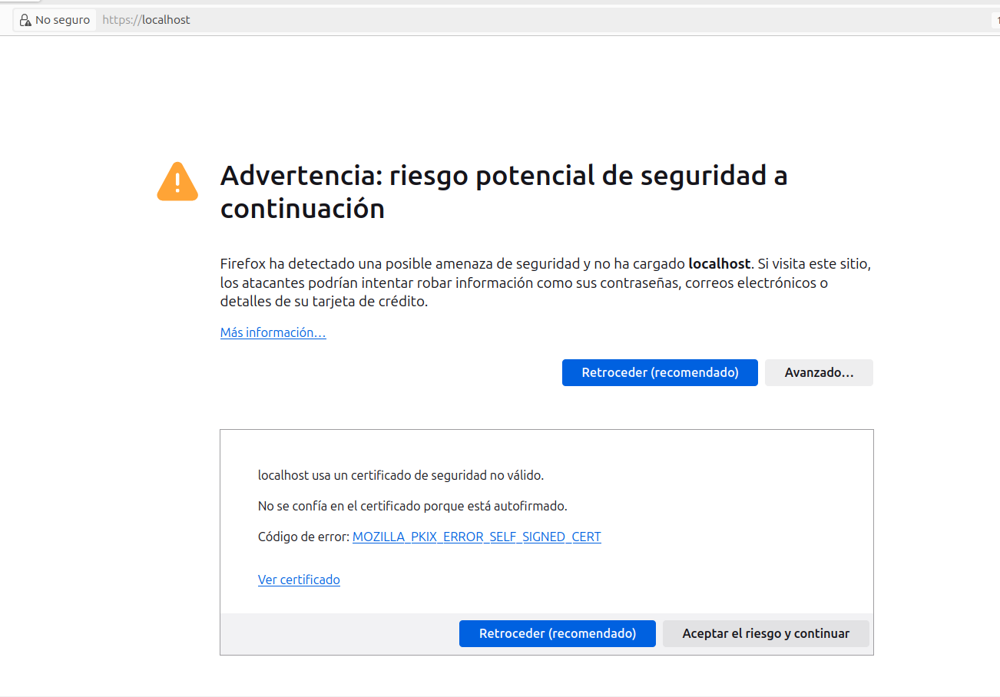 No seguro https://localhost
Advertencia: riesgo potencial de seguridad a
continuación
Firefox ha detectado una posible amenaza de seguridad y no ha cargado localhost. Si visita este sitio,
los atacantes podrían intentar robar información como sus contraseñas, correos electrónicos o
detalles de su tarjeta de crédito.
Más información…
Retroceder (recomendado) Avanzado…
localhost usa un certificado de seguridad no válido.
No se confía en el certificado porque está autofirmado.
Código de error: MOZILLA_PKIX_ERROR_SELF_SIGNED_CERT
Ver certificado
Retroceder (recomendado) Aceptar el riesgo y continuar